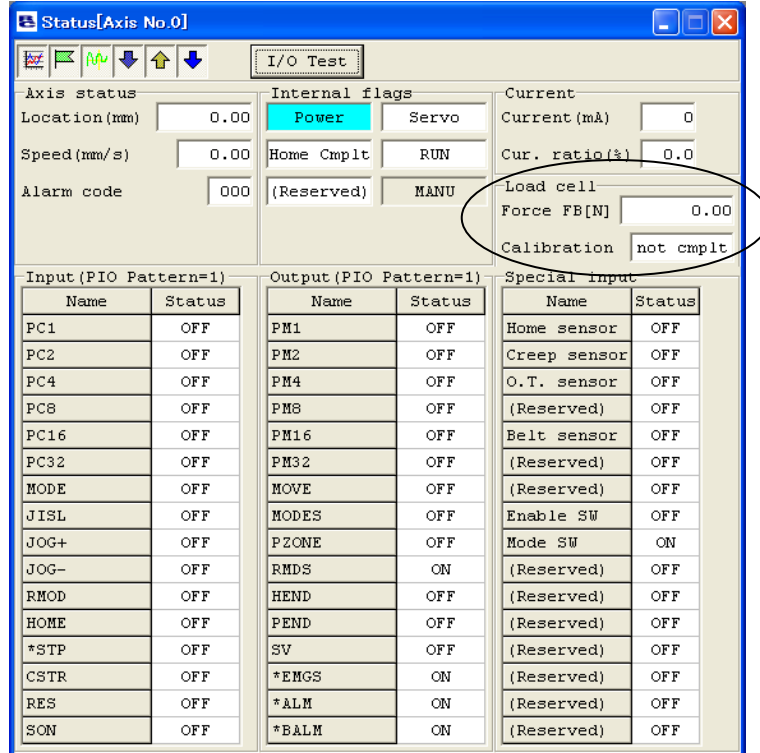 Status[Axis No.0]
I/O Test
Axis status
Location(mm) 0.00
Speed(mm/s) 0.00
Alarm code 000
Internal flags
Power Servo
Home Cmplt RUN
(Reserved) MANU
Current
Current(mA) 0
Cur. ratio(%) 0.0
Load cell
Force FB[N] 0.00
Calibration not cmplt
Input(PIO Pattern=1)
Name Status
PC1 OFF
PC2 OFF
PC4 OFF
PC8 OFF
PC16 OFF
PC32 OFF
MODE OFF
JISL OFF
JOG+ OFF
JOG- OFF
RMOD OFF
HOME OFF
*STP OFF
CSTR OFF
RES OFF
SON OFF
Output(PIO Pattern=1)
Name Status
PM1 OFF
PM2 OFF
PM4 OFF
PM8 OFF
PM16 OFF
PM32 OFF
MOVE OFF
MODES OFF
PZONE OFF
RMDS ON
HEND OFF
PEND OFF
SV OFF
*EMGS ON
*ALM ON
*BALM ON
Special input
Name Status
Home sensor OFF
Creep sensor OFF
O.T. sensor OFF
(Reserved) OFF
Belt sensor OFF
(Reserved) OFF
(Reserved) OFF
Enable SW OFF
Mode SW ON
(Reserved) OFF
(Reserved) OFF
(Reserved) OFF
(Reserved) OFF
(Reserved) OFF
(Reserved) OFF
(Reserved) OFF